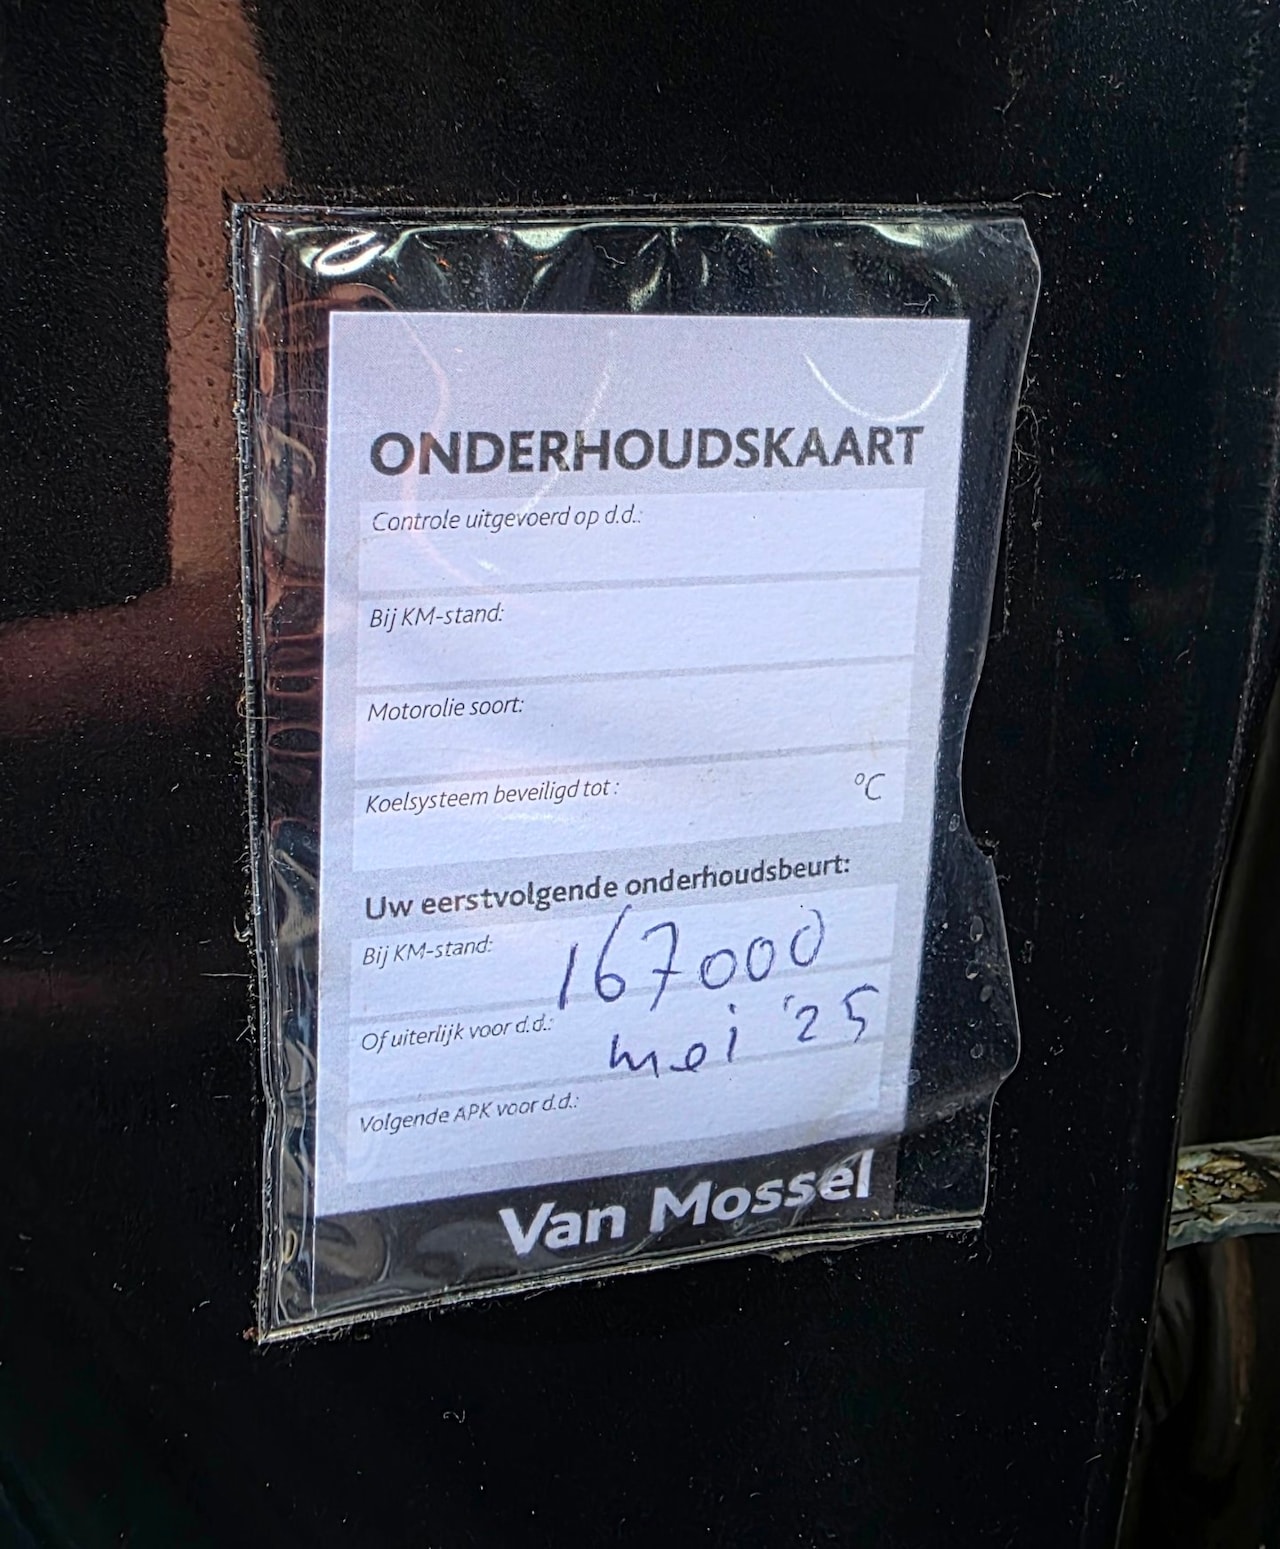 ONDERHOUDSKAART
Controle uitgevoerd op d.d.:
Bij KM-stand:
Motorolie soort:
Koelsysteem beveiligd tot : °C
Uw eerstvolgende onderhoudsbeurt:
Bij KM-stand: 167000
Of uiterlijk voor d.d.: mei '25
Volgende APK voor d.d.:
Van Mossel